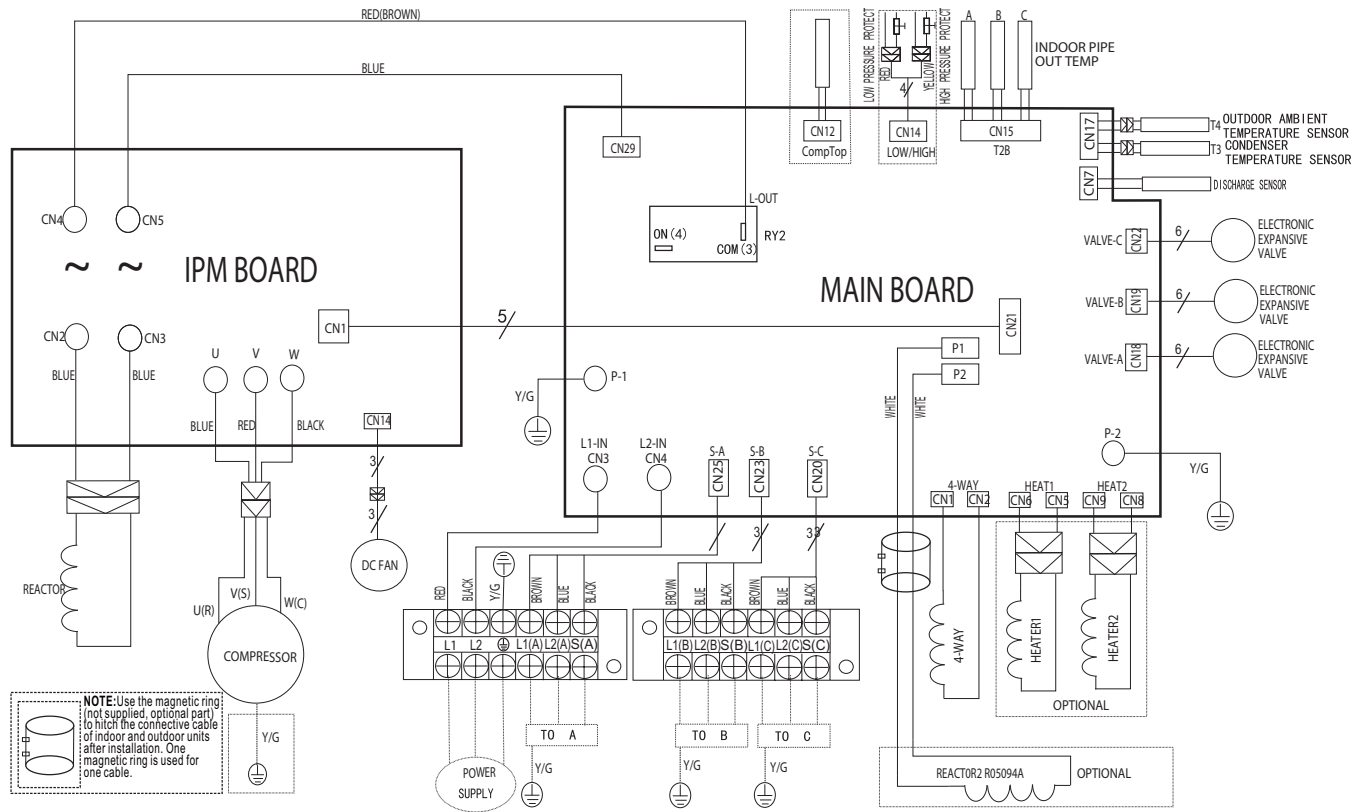 RED(BROWN)
BLUE
LOW PRESSURE PROTECT
RED
4
YELLOW
HIGH PRESSURE PROTECT
A
B
C
INDOOR PIPE
OUT TEMP
CN12
CompTop
CN14
LOW/HIGH
CN15
T2B
CN17
T4
OUTDOOR AMBIENT
TEMPERATURE SENSOR
T3
CONDENSER
TEMPERATURE SENSOR
CN7
DISCHARGE SENSOR
CN29
CN4
CN5
~
~
IPM BOARD
L-OUT
ON (4)
COM (3)
RY2
MAIN BOARD
VALVE-C
CN22
6
ELECTRONIC
EXPANSIVE
VALVE
VALVE-B
CN19
6
ELECTRONIC
EXPANSIVE
VALVE
VALVE-A
CN18
6
ELECTRONIC
EXPANSIVE
VALVE
CN2
CN3
CN1
5
CN21
BLUE
BLUE
U
V
W
BLUE
RED
BLACK
CN14
3
3
DC FAN
P-1
Y/G
P1
P2
WHITE
WHITE
P-2
Y/G
L1-IN
CN3
L2-IN
CN4
S-A
CN25
S-B
CN23
S-C
CN20
3
33
4-WAY
CN1
CN2
HEAT1
CN6
CN5
HEAT2
CN9
CN8
REACTOR
U(R)
V(S)
W(C)
COMPRESSOR
Y/G
RED
BLACK
Y/G
BROWN
BLUE
BLACK
L1
L2
L1(A)
L2(A)
S(A)
BROWN
BLUE
BLACK
BROWN
BLUE
BLACK
L1(B)
L2(B)
S(B)
L1(C)
L2(C)
S(C)
4-WAY
HEATER1
HEATER2
OPTIONAL
POWER
SUPPLY
TO A
Y/G
TO B
Y/G
TO C
Y/G
REACTOR2 R05094A
OPTIONAL
NOTE:Use the magnetic ring
(not supplied, optional part)
to hitch the connective cable
of indoor and outdoor units
after installation. One
magnetic ring is used for
one cable.